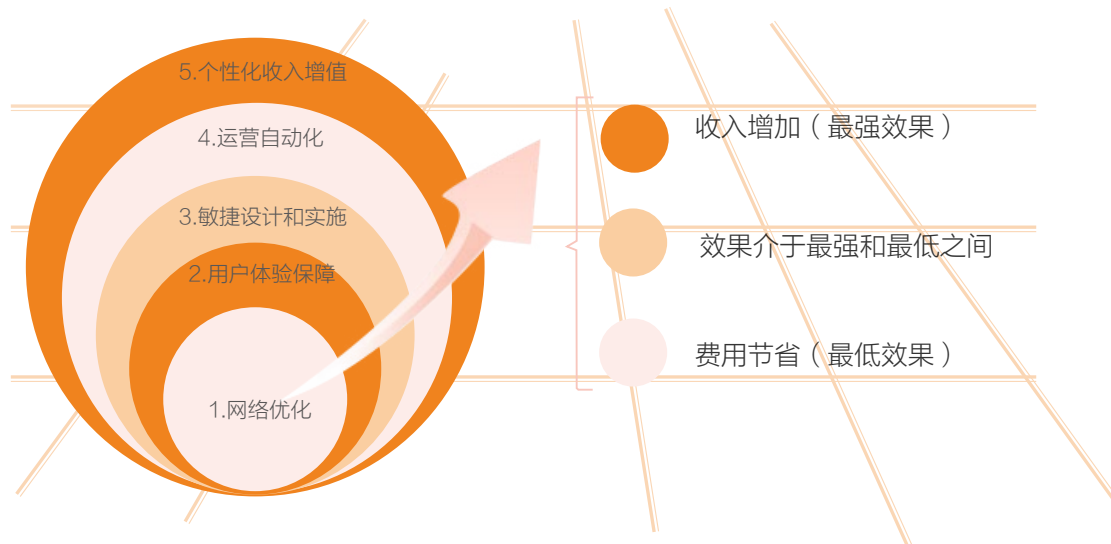 5.个性化收入增值
4.运营自动化
3.敏捷设计和实施
2.用户体验保障
1.网络优化
收入增加（最强效果）
效果介于最强和最低之间
费用节省（最低效果）